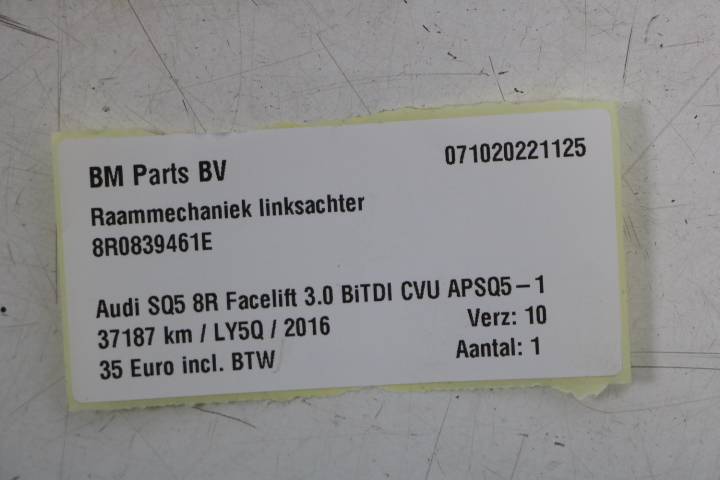 BM Parts BV 071020221125
Raammechaniek linksachter
8R0839461E
Audi SQ5 8R Facelift 3.0 BiTDI CVU APSQ5-1
37187 km / LY5Q / 2016 Verz: 10
35 Euro incl. BTW Aantal: 1